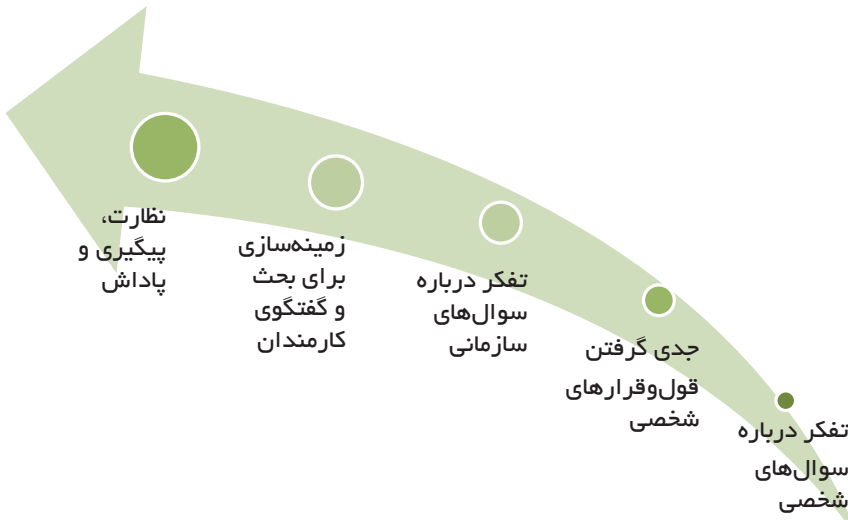 تفکر درباره
سوال‌های
شخصی
جدی گرفتن
قول‌وقرارهای
شخصی
تفکر درباره
سوال‌های
سازمانی
زمینه‌سازی
برای بحث
و گفتگوی
کارمندان
نظارت،
پیگیری و
پاداش